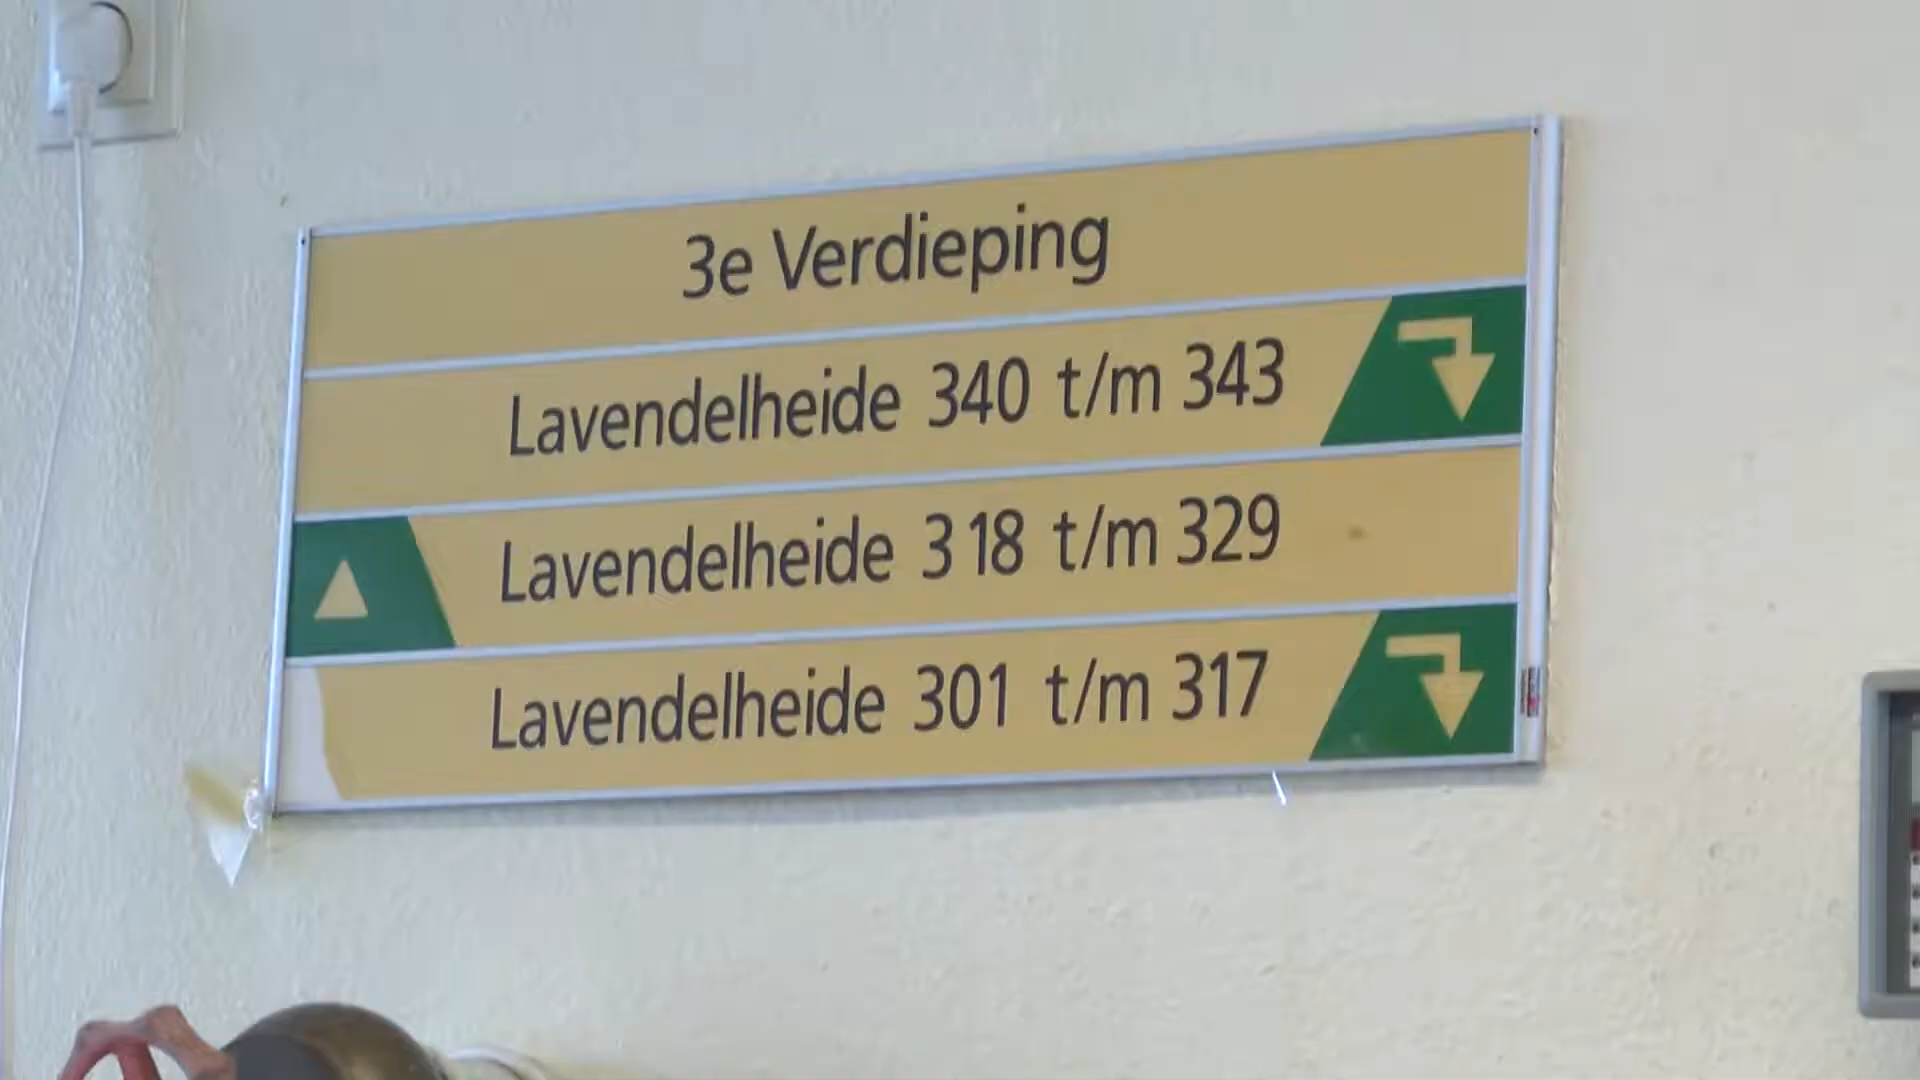 3e Verdieping
Lavendelheide 340 t/m 343
Lavendelheide 318 t/m 329
Lavendelheide 301 t/m 317